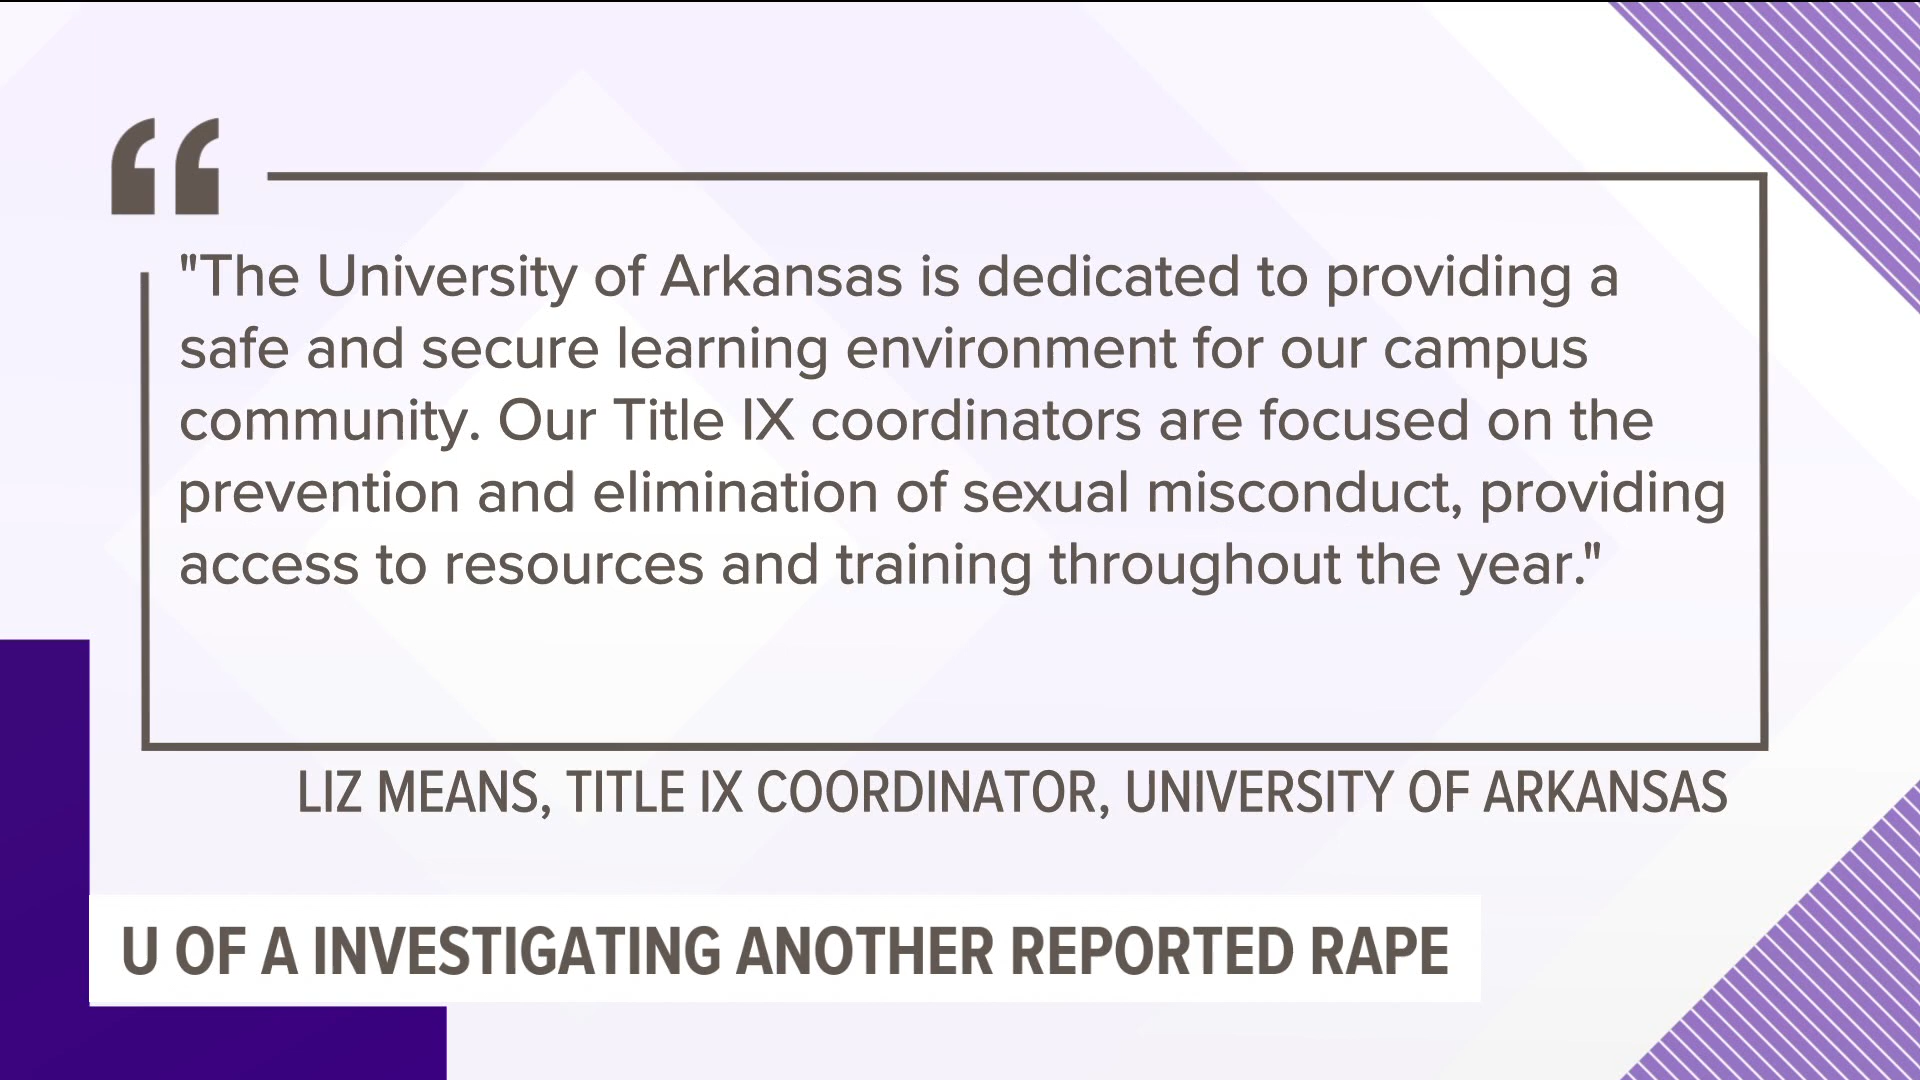 "The University of Arkansas is dedicated to providing a
safe and secure learning environment for our campus
community. Our Title IX coordinators are focused on the
prevention and elimination of sexual misconduct, providing
access to resources and training throughout the year."
LIZ MEANS, TITLE IX COORDINATOR, UNIVERSITY OF ARKANSAS
U OF A INVESTIGATING ANOTHER REPORTED RAPE